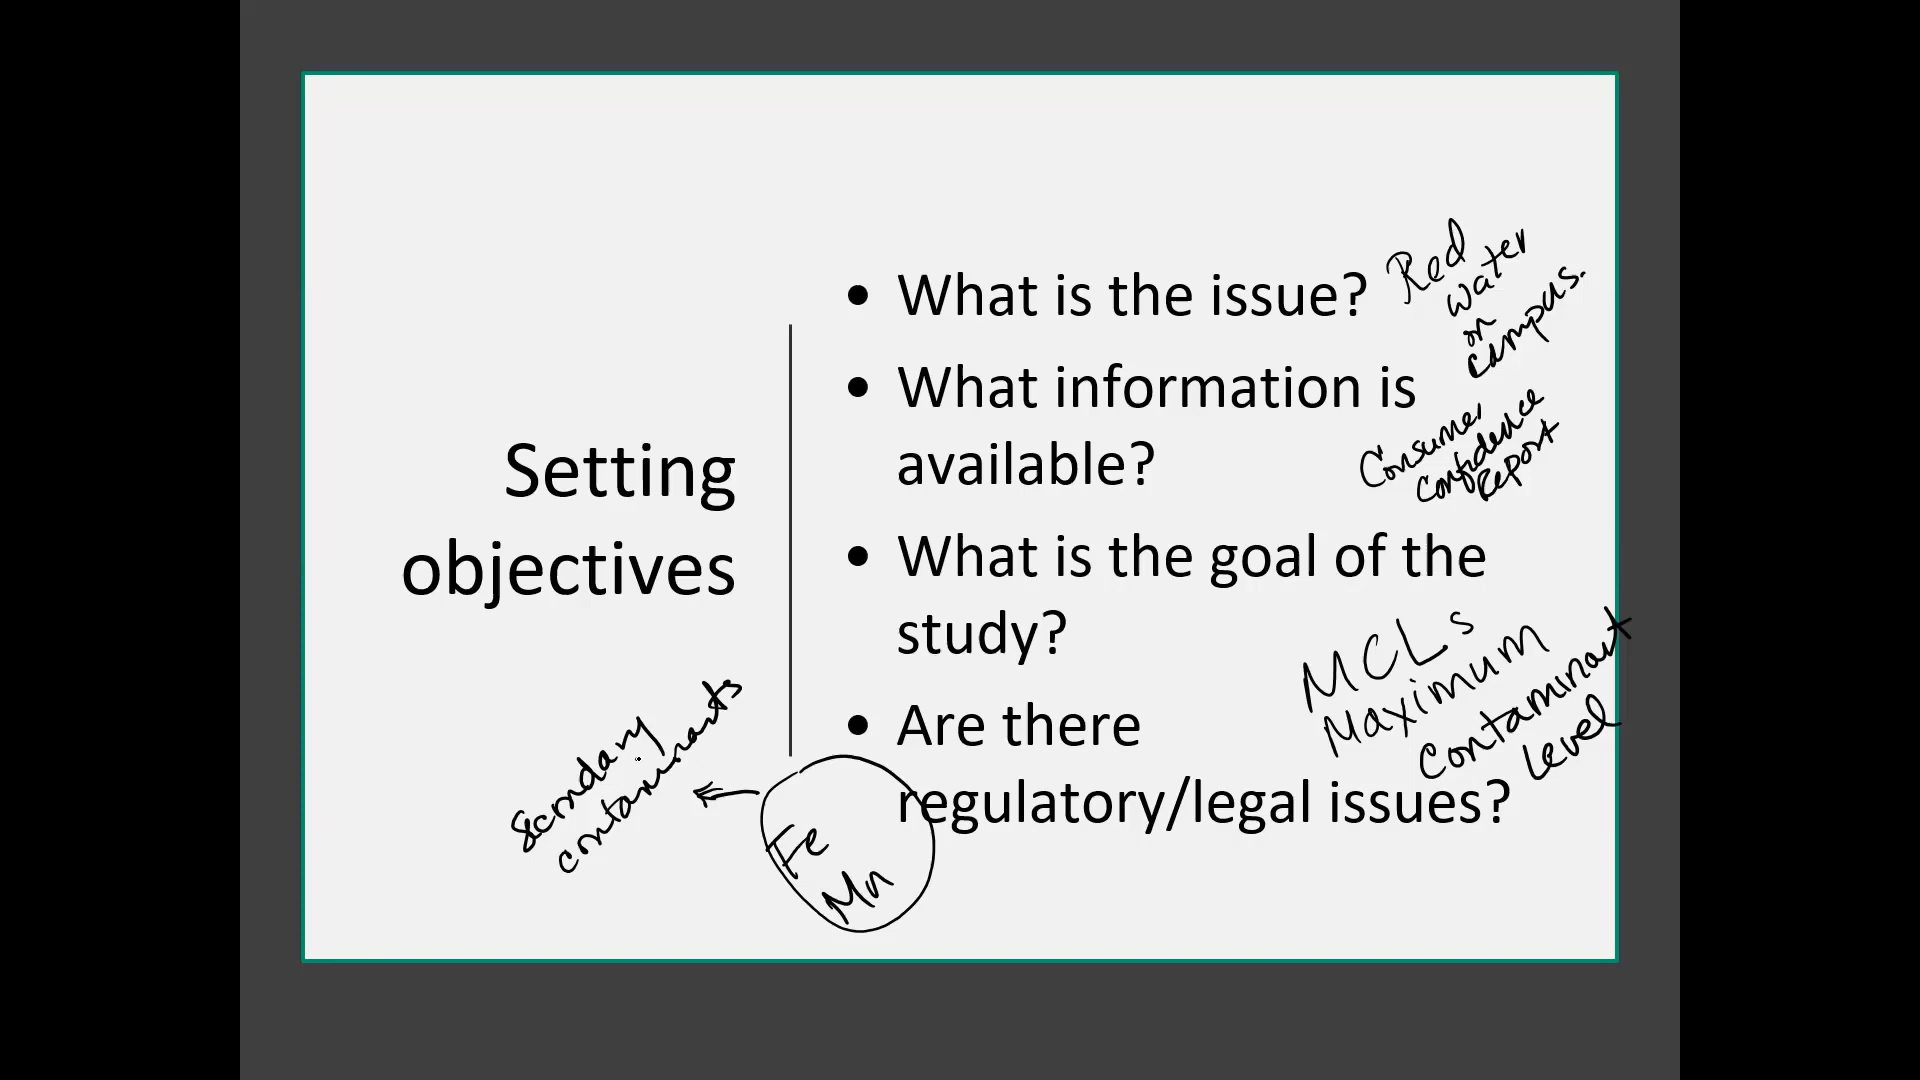 Setting
objectives
• What is the issue?
Red
water
on
campus.
• What information is
available?
Consumer
Confidence
report
• What is the goal of the
study?
• Are there
regulatory/legal issues?
MCLs
Maximum
Contaminant
Level
Fe
Mn
Secondary
contaminants